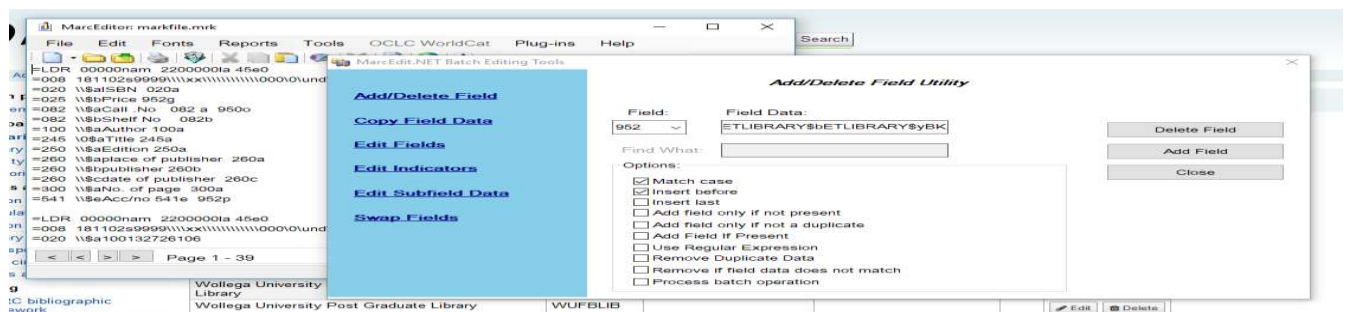 MarcEditor: markfile.mrk
File Edit Fonts Reports Tools OCLC WorldCat Plug-ins Help
=LDR 00000nam 2200000Ia 45e0
=008 181102s9999\\\\xx\\\\\\\\\\\\000\0\und
=020 \\$aISBN 020a
=025 \\$bPrice 952g
=082 \\$aCall .No 082 a 950o
=082 \\$bShelf No 082b
=100 \\$aAuthor 100a
=245 \0$aTitle 245a
=250 \\$aEdition 250a
=260 \\$aplace of publisher 260a
=260 \\$bpublisher 260b
=260 \\$cdate of publisher 260c
=300 \\$aNo. of page 300a
=541 \\$eAcc/no 541e 952p
=LDR 00000nam 2200000Ia 45e0
=008 181102s9999\\\\xx\\\\\\\\\\\\000\0\und
=020 \\$a100132726106
< < > > Page 1 - 39
Search
MarcEdit.NET Batch Editing Tools
Add/Delete Field
Copy Field Data
Edit Fields
Edit Indicators
Edit Subfield Data
Swap Fields
Add/Delete Field Utility
Field: Field Data:
952 ETLIBRARY$bETLIBRARY$yBK
Find What:
Options:
Match case
Insert before
Insert last
Add field only if not present
Add field only if not a duplicate
Add Field If Present
Use Regular Expression
Remove Duplicate Data
Remove if field data does not match
Process batch operation
Delete Field
Add Field
Close
Wollega University
Library
Wollega University Post Graduate Library WUFBLIB
Edit Delete
bibliographic